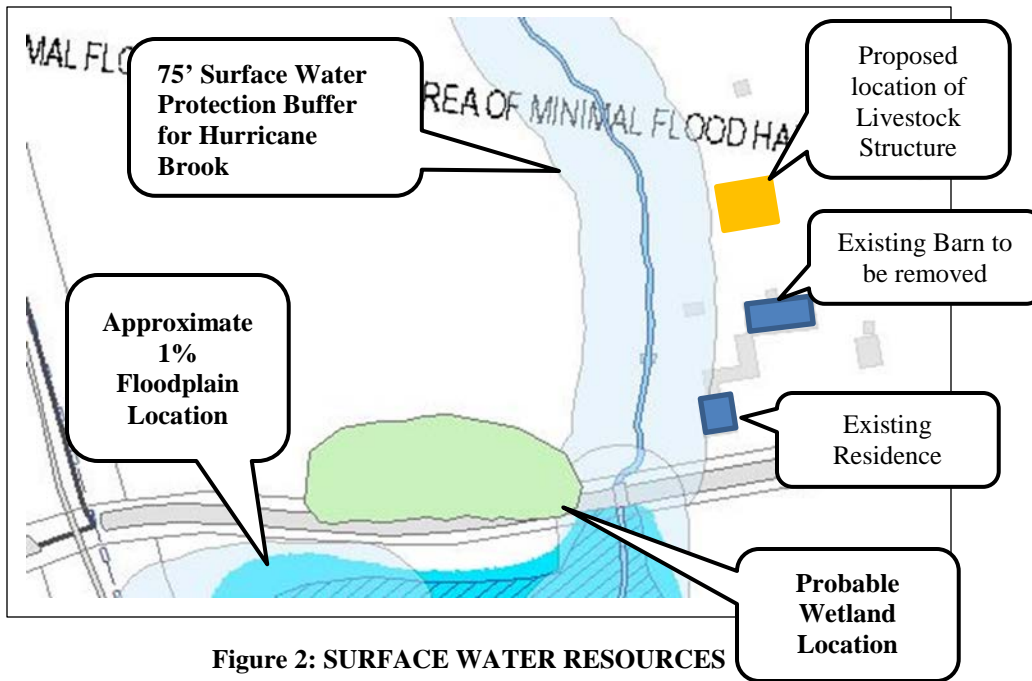 MAL FLO
75’ Surface Water
Protection Buffer
for Hurricane
Brook
REA OF MINIMAL FLOOD HA
Proposed
location of
Livestock
Structure
Existing Barn to
be removed
Approximate
1%
Floodplain
Location
Existing
Residence
Probable
Wetland
Location
Figure 2: SURFACE WATER RESOURCES